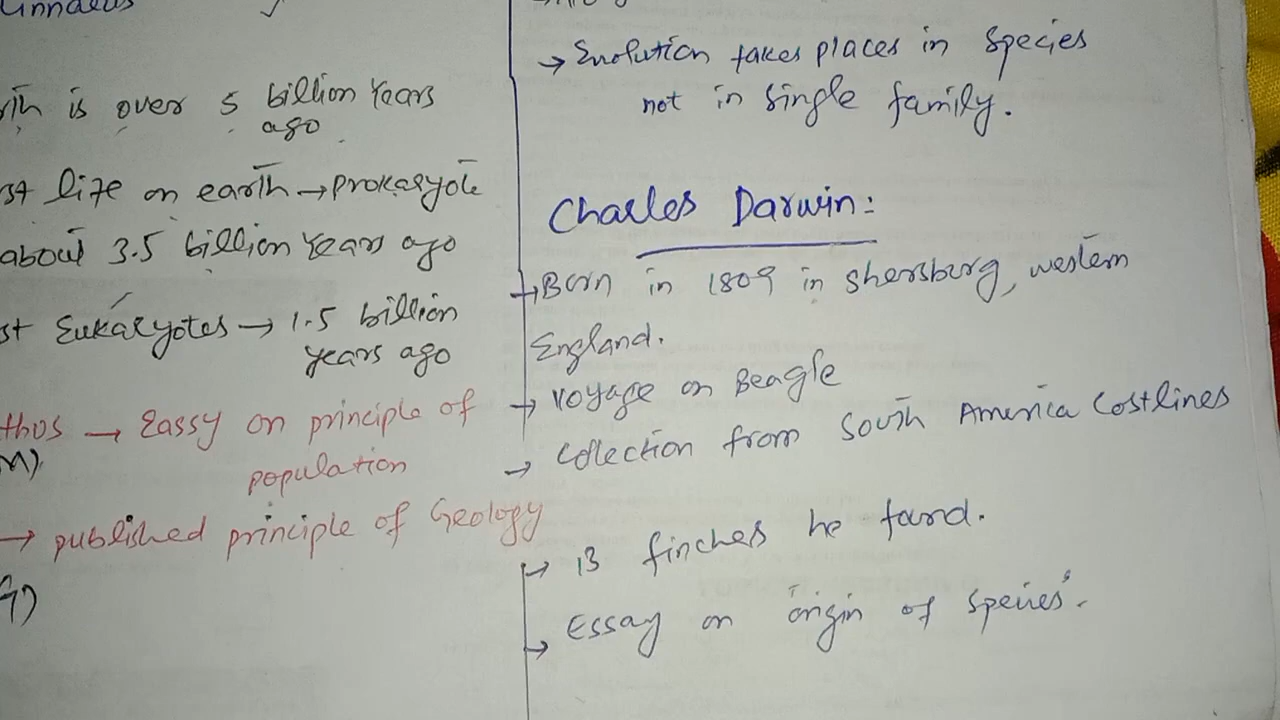 Linnaeus
rth is over 5 billion Years
ago
st life on earth → prokaryote
about 3.5 billion Years ago
st Eukaryotes → 1.5 billion
years ago
thus → Eassy on principle of
population
→ published principle of Geology
→ Evolution takes places in Species
not in single family.
Charles Darwin:
→ Born in 1809 in Shersburg, western
England.
→ Voyage on Beagle
→ Collection from South America Costlines
→ 13 finches he found.
→ Essay on origin of species.